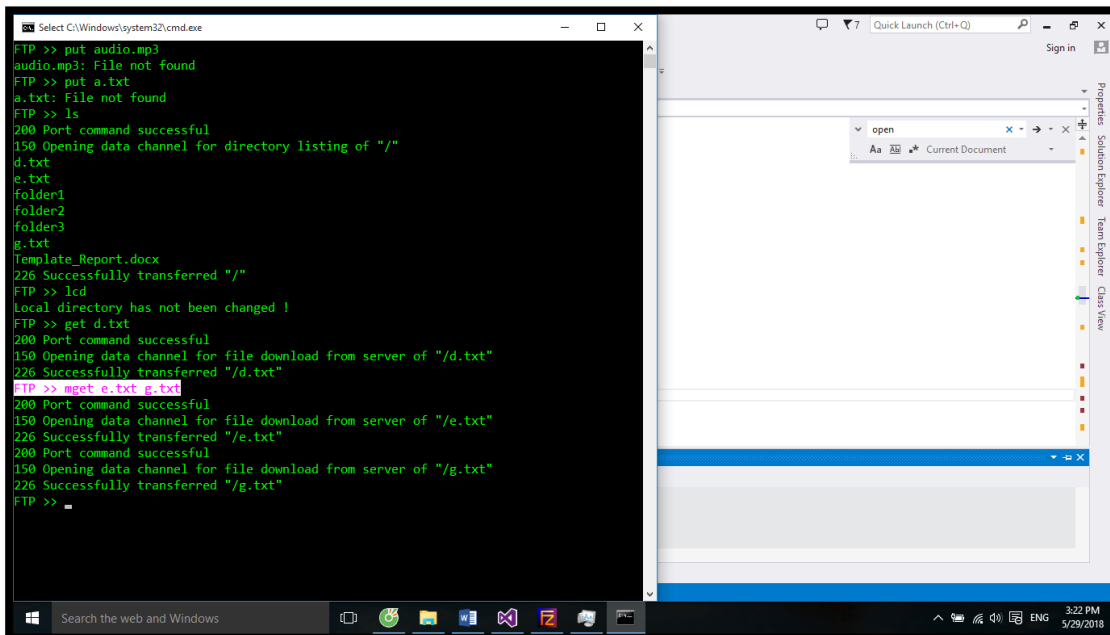 Select C:\Windows\system32\cmd.exe
FTP >> put audio.mp3
audio.mp3: File not found
FTP >> put a.txt
a.txt: File not found
FTP >> ls
200 Port command successful
150 Opening data channel for directory listing of "/"
d.txt
e.txt
folder1
folder2
folder3
g.txt
Template_Report.docx
226 Successfully transferred "/"
FTP >> lcd
Local directory has not been changed !
FTP >> get d.txt
200 Port command successful
150 Opening data channel for file download from server of "/d.txt"
226 Successfully transferred "/d.txt"
FTP >> mget e.txt g.txt
200 Port command successful
150 Opening data channel for file download from server of "/e.txt"
226 Successfully transferred "/e.txt"
200 Port command successful
150 Opening data channel for file download from server of "/g.txt"
226 Successfully transferred "/g.txt"
FTP >>
7
Quick Launch (Ctrl+Q)
Sign in
open
Aa Abl .* Current Document
Properties
Solution Explorer
Team Explorer
Class View
Search the web and Windows
ENG
3:22 PM
5/29/2018